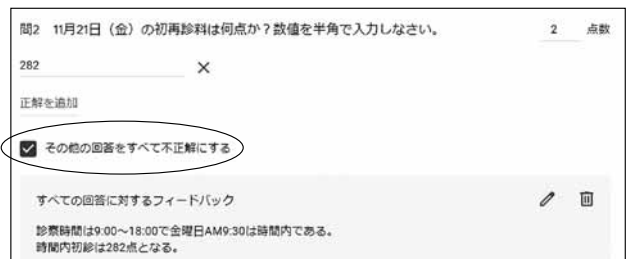 問2 11月21日（金）の初再診料は何点か？数値を半角で入力しなさい。 2 点数
282
正解を追加
その他の回答をすべて不正解にする
すべての回答に対するフィードバック
診察時間は9:00〜18:00で金曜日AM9:30は時間内である。
時間内初診は282点となる。